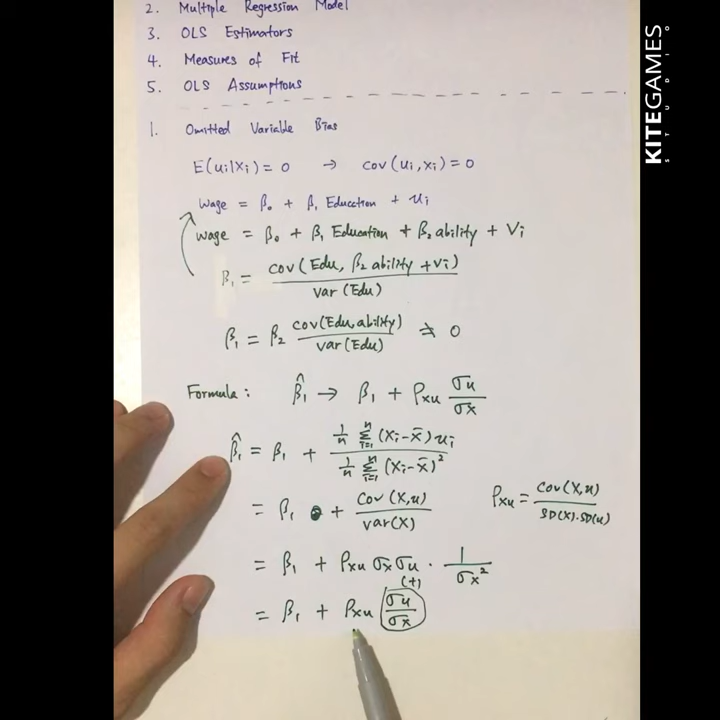 2. Multiple Regression Model
3. OLS Estimators
4. Measures of Fit
5. OLS Assumptions
1. Omitted Variable Bias
E(ui|xi) = 0 → cov(ui, xi) = 0
wage = β₀ + β₁ Education + ui
wage = β₀ + β₁ Education + β₂ ability + Vi
β₁ = cov(Edu, β₂ ability + Vi) / var(Edu)
β₁ = β₂ cov(Edu, ability) / var(Edu) ≠ 0
Formula : β̂₁ → β₁ + ρxu σu / σx
β̂₁ = β₁ + 1/n Σⁿᵢ₌₁ (Xi - X̄) ui / 1/n Σⁿᵢ₌₁ (Xi - X̄)²
= β₁ + Cov(X,u) / var(X)
ρxu = Cov(X,u) / SD(X).SD(u)
= β₁ + ρxu σx σu · 1 / σx²
(+)
= β₁ + ρxu σu / σx
KITEGAMES
STUDIO